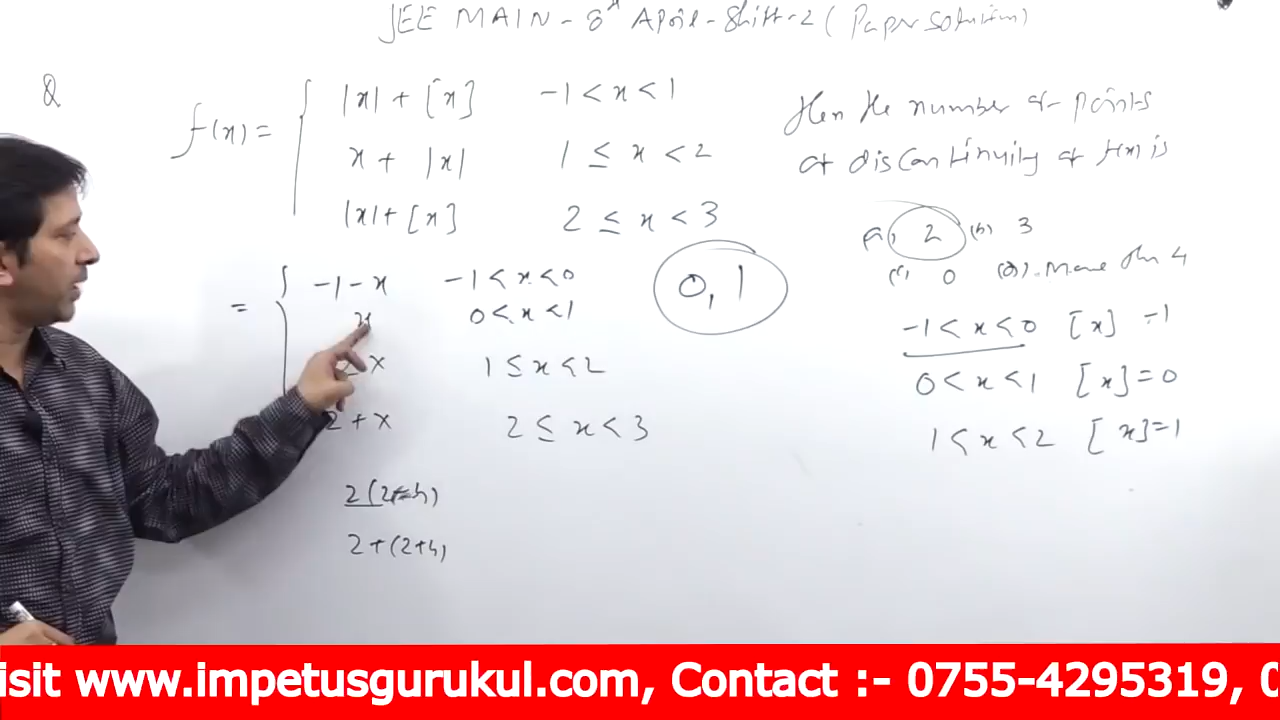 JEE MAIN - 8th April - Shift-2 ( Paper solution )
Q
f(x) = { |x| + [x]   -1 < x < 1
x + |x|   1 ≤ x < 2
|x| + [x]   2 ≤ x < 3
then the number of points
of discontinuity of f(x) is
(a) 2 (b) 3
(c) 0 (d) More than 4
= { -1 - x   -1 < x < 0
x   0 < x < 1
2x   1 ≤ x < 2
2 + x   2 ≤ x < 3
0, 1
-1 < x < 0 [x] = -1
0 < x < 1 [x] = 0
1 < x < 2 [x] = 1
2(2-h)
2+(2+h)
isit www.impetusgurukul.com, Contact :- 0755-4295319,